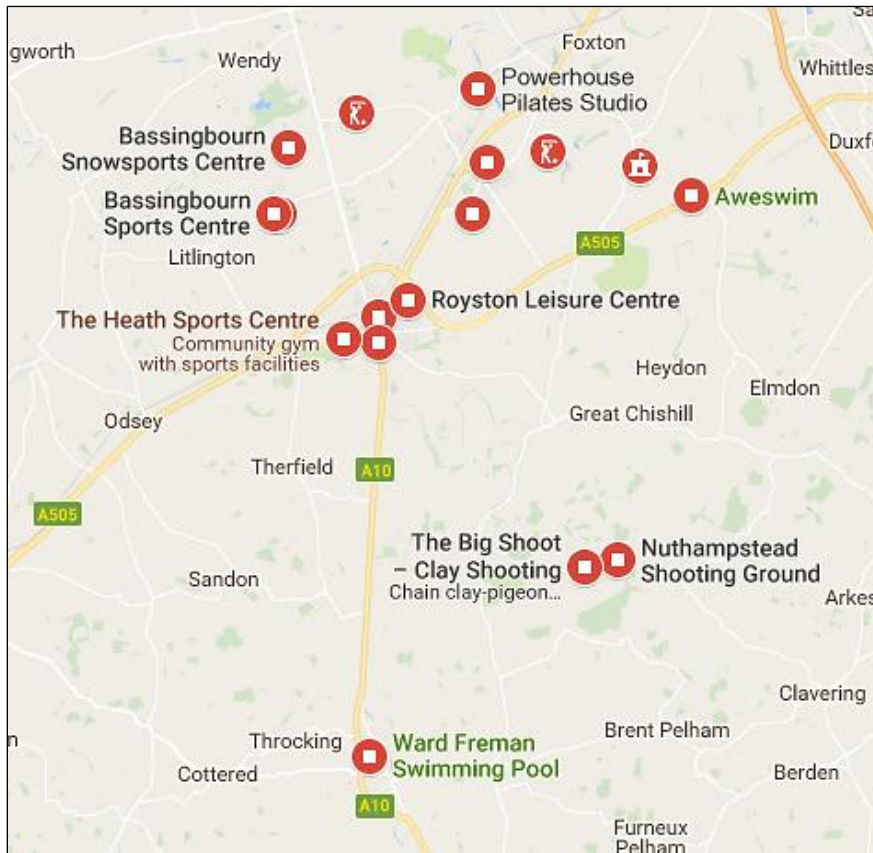 Sa
gworth
Wendy
Foxton
Whittles
Powerhouse
Pilates Studio
Bassingbourn
Snowsports Centre
Duxf
Bassingbourn
Sports Centre
Aweswim
Litlington
A505
Royston Leisure Centre
The Heath Sports Centre
Community gym
with sports facilities
Heydon
Elmdon
Odsey
Great Chishill
Therfield
A10
A505
The Big Shoot
– Clay Shooting
Chain clay-pigeon...
Nuthampstead
Shooting Ground
Sandon
Arkes
Clavering
Brent Pelham
n
Throcking
Ward Freman
Swimming Pool
Cottered
Berden
A10
Furneux
Pelham